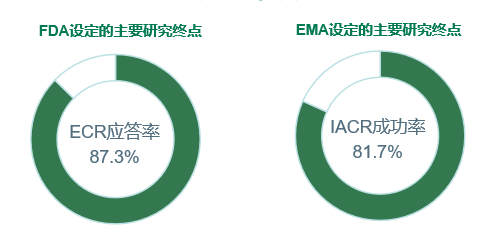 FDA设定的主要研究终点
EMA设定的主要研究终点
ECR应答率
87.3%
IACR成功率
81.7%